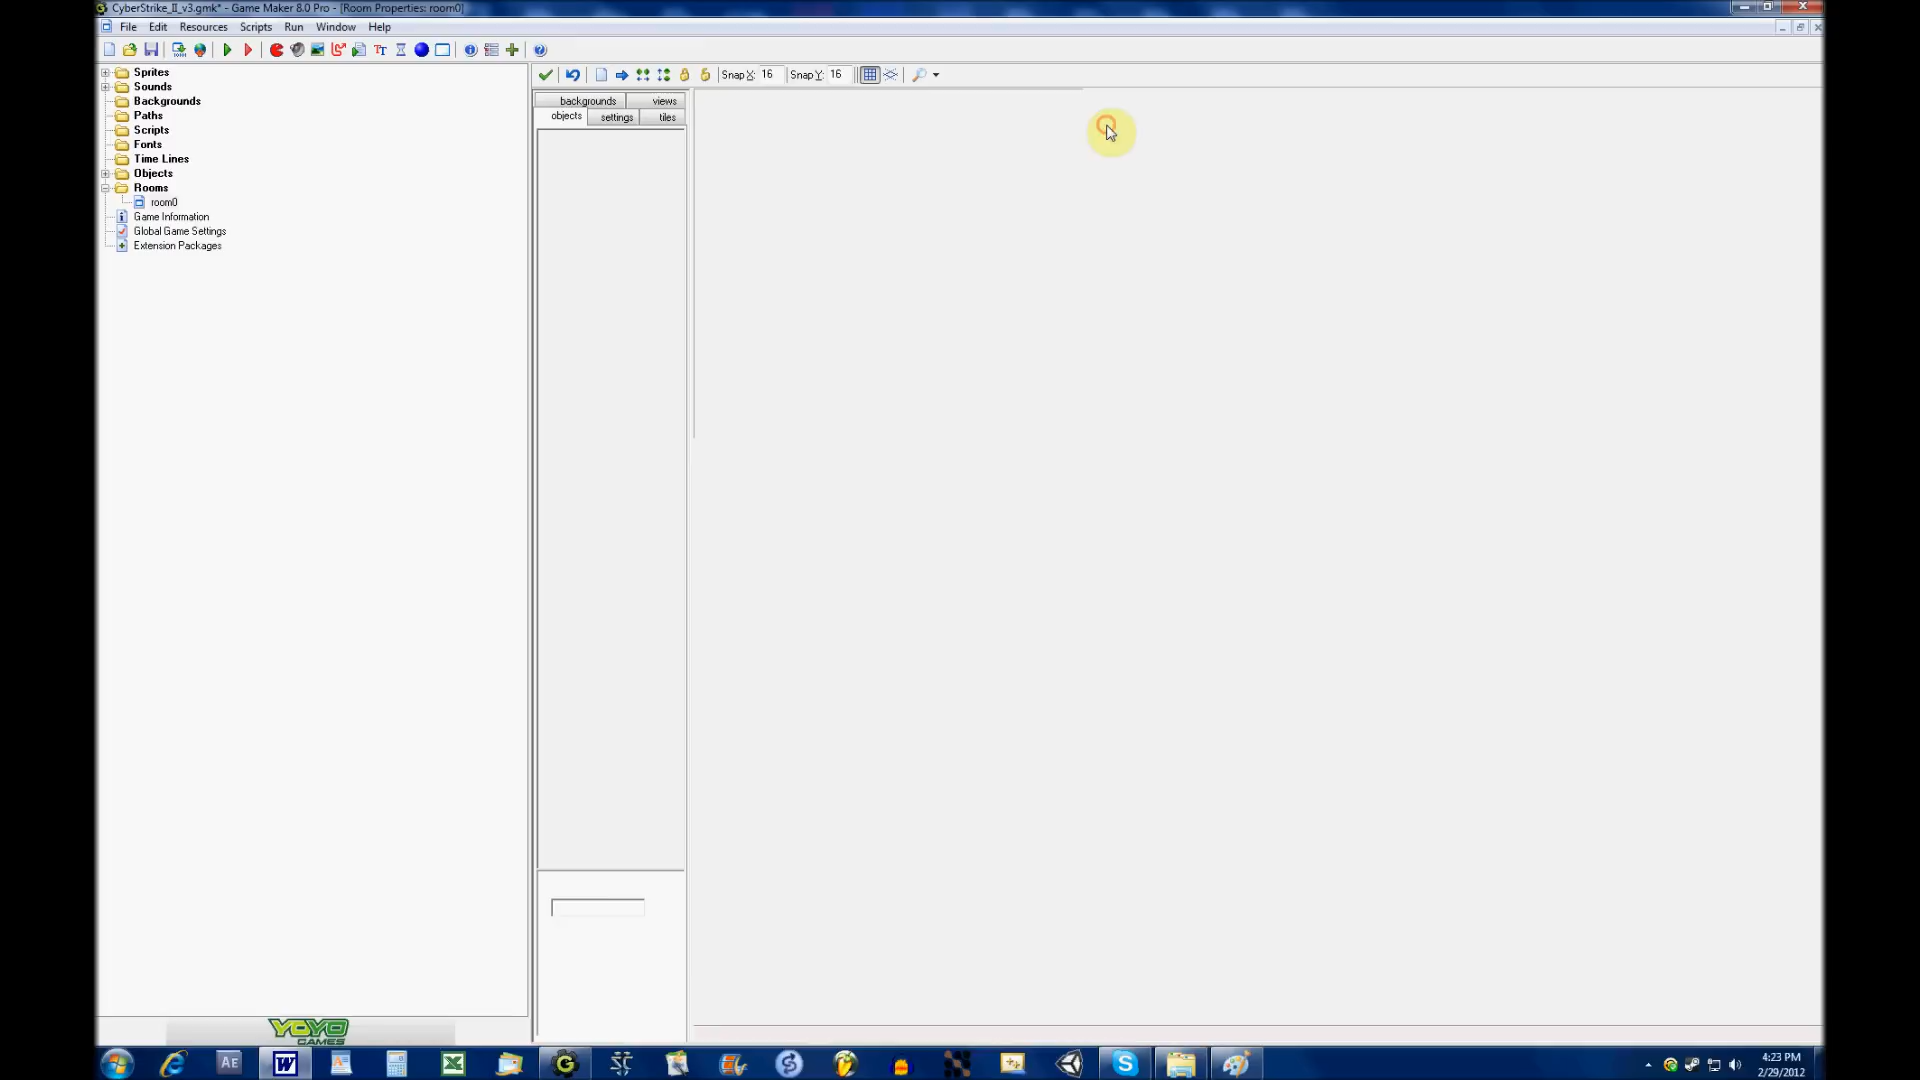 CyberStrike_II_v3.gmk* - Game Maker 8.0 Pro - [Room Properties: room0]
File Edit Resources Scripts Run Window Help
Snap X: 16 Snap Y: 16
Sprites
Sounds
Backgrounds
Paths
Scripts
Fonts
Time Lines
Objects
Rooms
room0
Game Information
Global Game Settings
Extension Packages
backgrounds views
objects settings tiles
YOYO
GAMES
AE
W
4:23 PM
2/29/2012